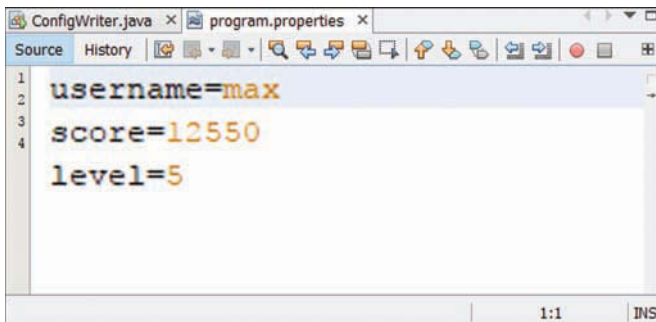 ConfigWriter.java program.properties
Source History
1 username=max
2
3 score=12550
4
level=5
1:1 INS